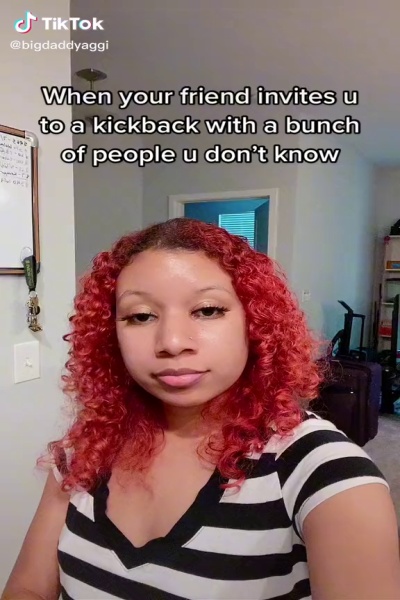 TikTok
@bigdaddyaggi
When your friend invites u
to a kickback with a bunch
of people u don't know